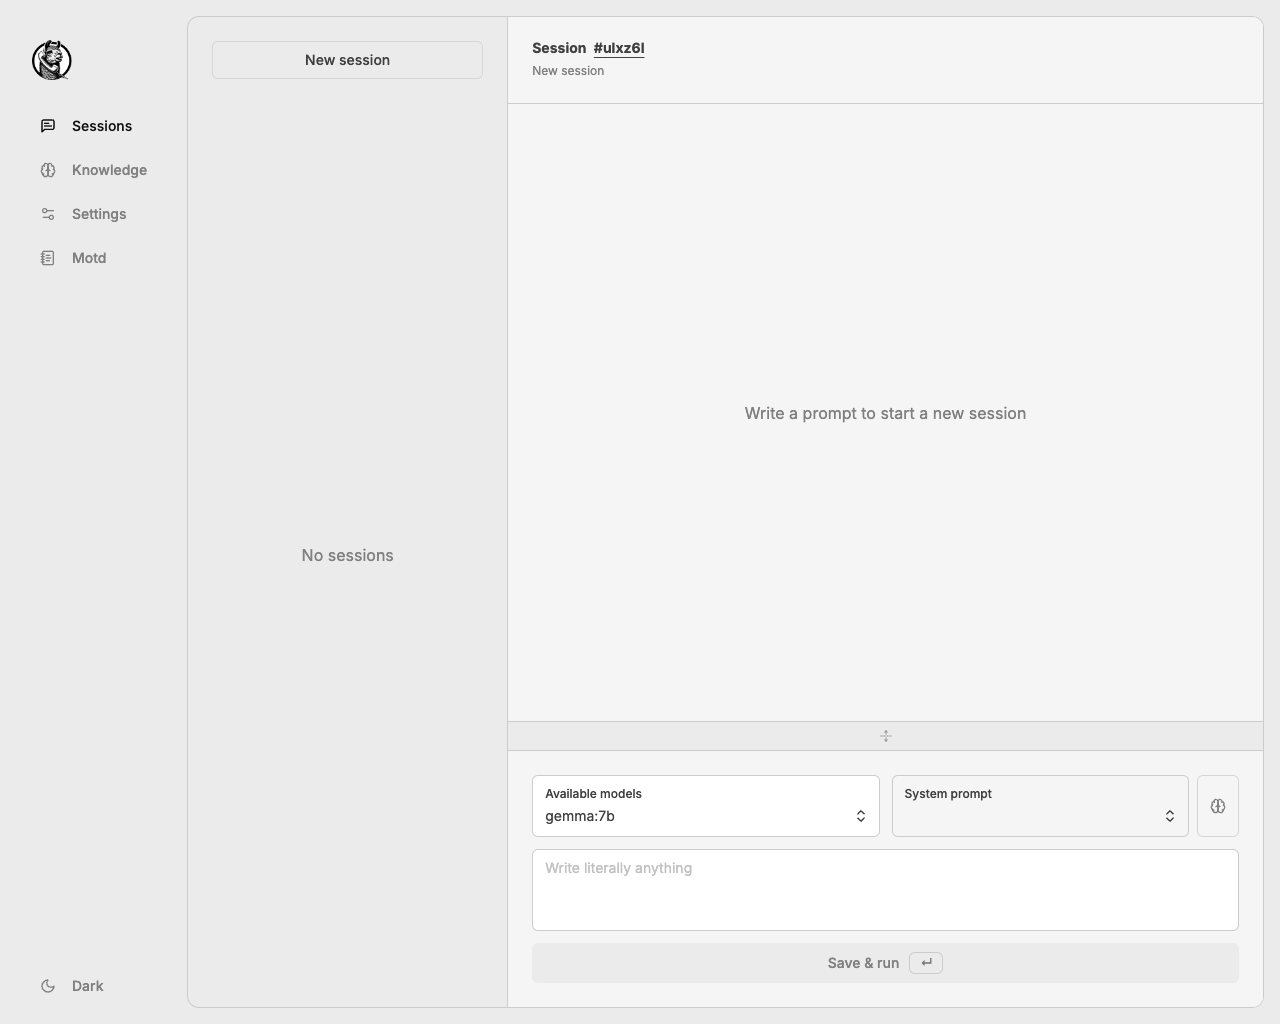 Sessions
Knowledge
Settings
Motd
Dark
New session
No sessions
Session #ulxz6l
New session
Write a prompt to start a new session
Available models
gemma:7b
System prompt
Write literally anything
Save & run